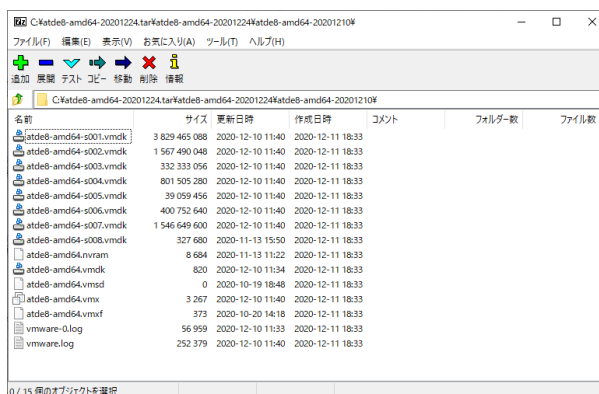 C:¥atde8-amd64-20201224.tar¥atde8-amd64-20201224¥atde8-amd64-20201210¥
ファイル(F) 編集(E) 表示(V) お気に入り(A) ツール(T) ヘルプ(H)
追加 展開 テスト コピー 移動 削除 情報
C:¥atde8-amd64-20201224.tar¥atde8-amd64-20201224¥atde8-amd64-20201210¥
名前 サイズ 更新日時 作成日時 コメント フォルダー数 ファイル数
atde8-amd64-s001.vmdk 3 829 465 088 2020-12-10 11:40 2020-12-11 18:33
atde8-amd64-s002.vmdk 1 567 490 048 2020-12-10 11:40 2020-12-11 18:33
atde8-amd64-s003.vmdk 332 333 056 2020-12-10 11:40 2020-12-11 18:33
atde8-amd64-s004.vmdk 801 505 280 2020-12-10 11:40 2020-12-11 18:33
atde8-amd64-s005.vmdk 39 059 456 2020-12-10 11:40 2020-12-11 18:33
atde8-amd64-s006.vmdk 400 752 640 2020-12-10 11:40 2020-12-11 18:33
atde8-amd64-s007.vmdk 1 546 649 600 2020-12-10 11:40 2020-12-11 18:33
atde8-amd64-s008.vmdk 327 680 2020-11-13 15:50 2020-12-11 18:33
atde8-amd64.nvram 8 684 2020-11-13 11:22 2020-12-11 18:33
atde8-amd64.vmdk 820 2020-12-10 11:34 2020-12-11 18:33
atde8-amd64.vmsd 0 2020-10-19 18:48 2020-12-11 18:33
atde8-amd64.vmx 3 267 2020-12-10 11:40 2020-12-11 18:33
atde8-amd64.vmxf 373 2020-10-20 14:18 2020-12-11 18:33
vmware-0.log 56 959 2020-12-10 11:33 2020-12-11 18:33
vmware.log 252 379 2020-12-10 11:40 2020-12-11 18:33
0 / 15 個のオブジェクトを選択